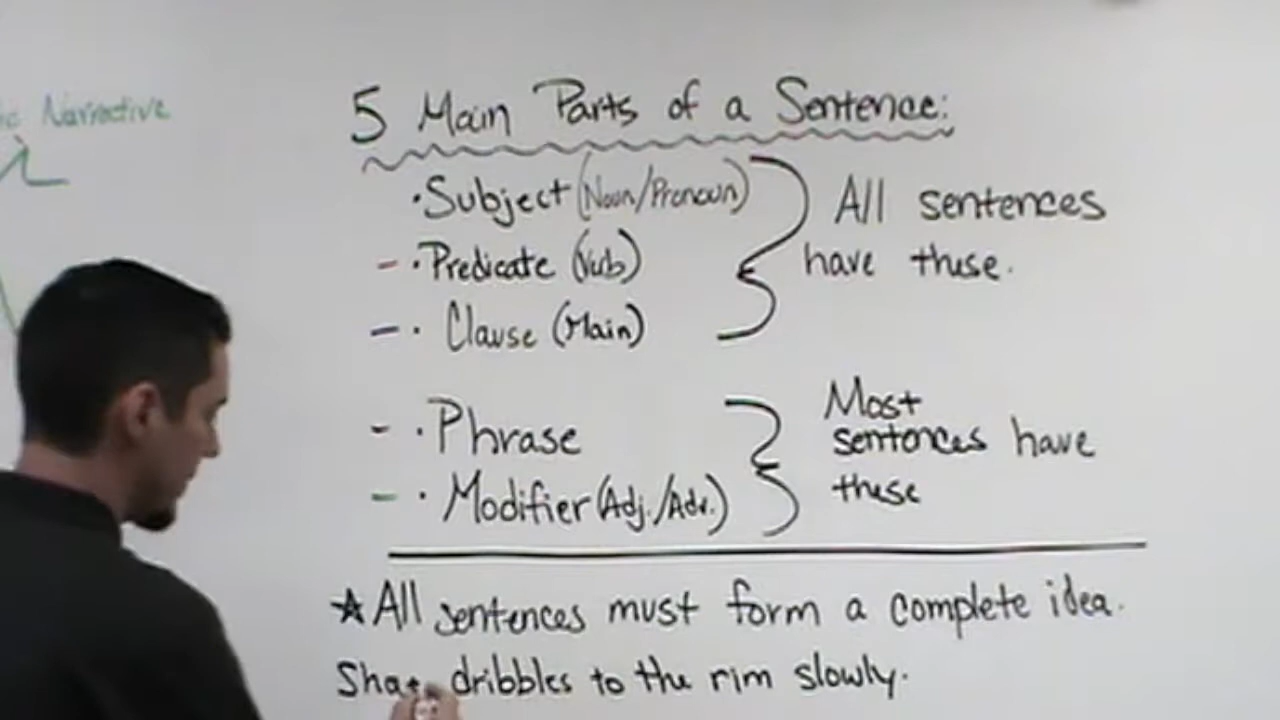 Narrative
5 Main Parts of a Sentence:
·Subject (Noun/Pronoun)
All sentences
- ·Predicate (Verb)
have these.
- · Clause (Main)
- · Phrase
Most
sentences have
- · Modifier (Adj./Adv.)
these
☆ All sentences must form a complete idea.
dribbles to the rim slowly.